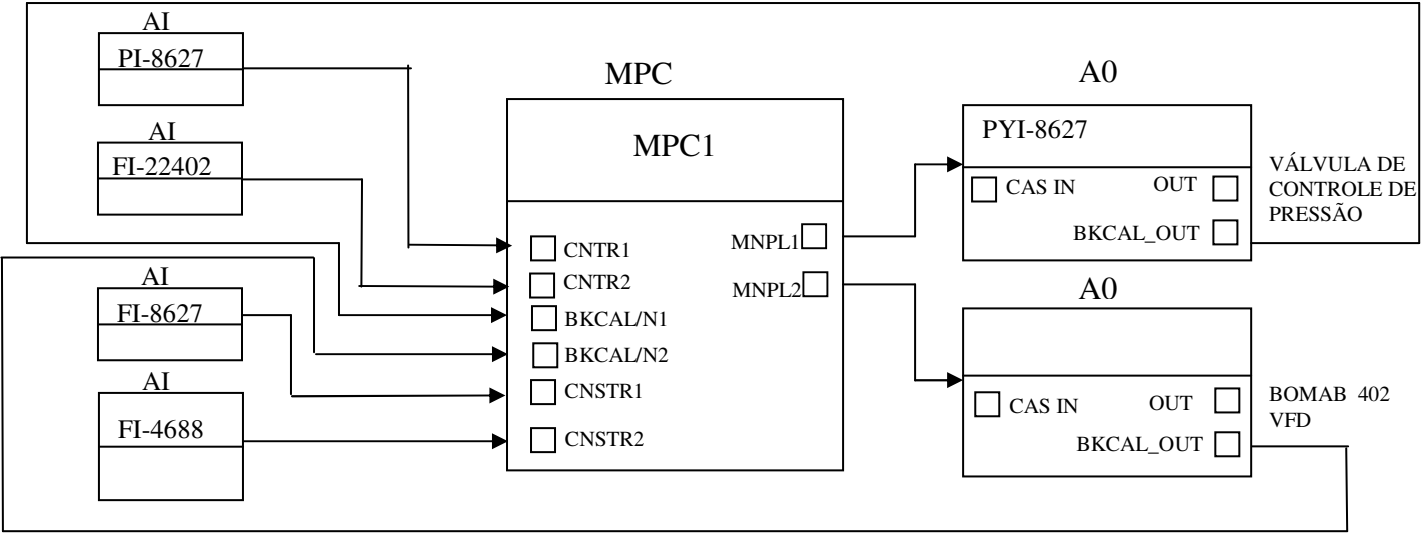 AI
PI-8627
AI
FI-22402
AI
FI-8627
AI
FI-4688
MPC
MPC1
CNTR1
CNTR2
BKCAL/N1
BKCAL/N2
CNSTR1
CNSTR2
MNPL1
MNPL2
A0
PYI-8627
CAS IN
OUT
BKCAL_OUT
VÁLVULA DE
CONTROLE DE
PRESSÃO
A0
CAS IN
OUT
BKCAL_OUT
BOMAB 402
VFD